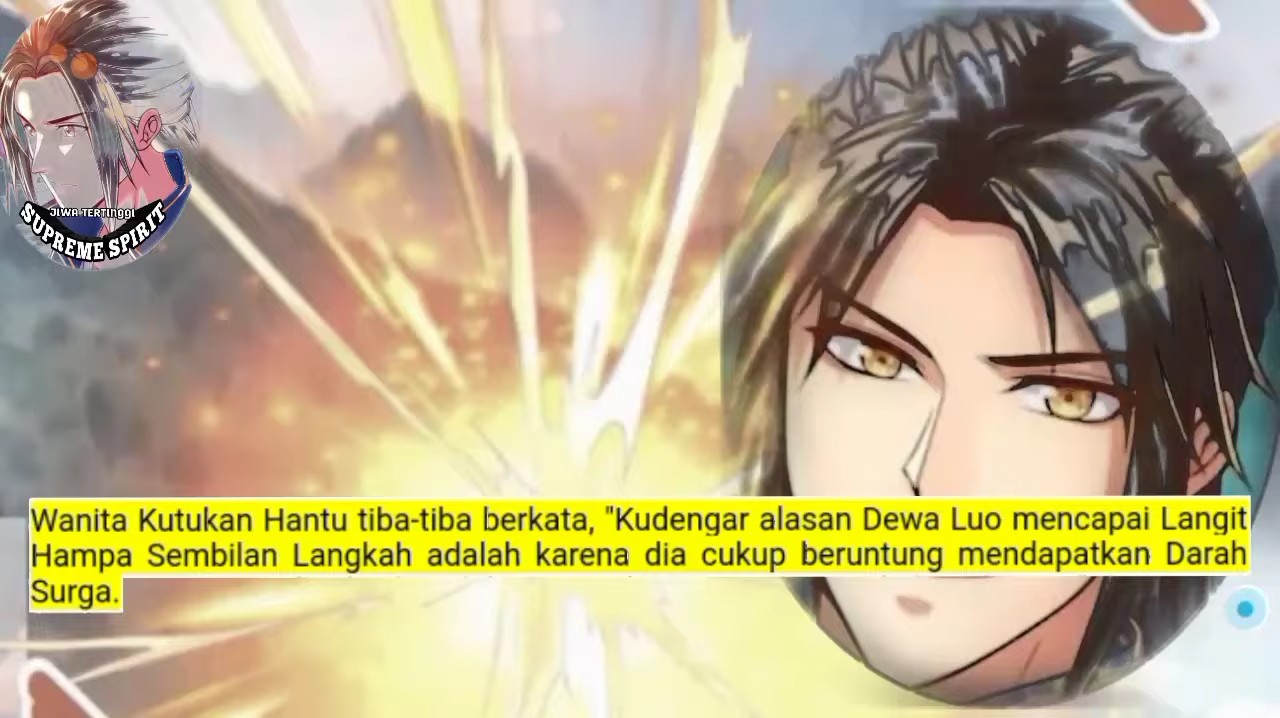 JIWA TERTINGGI
SUPREME SPIRIT
Wanita Kutukan Hantu tiba-tiba berkata, "Kudengar alasan Dewa Luo mencapai Langit
Hampa Sembilan Langkah adalah karena dia cukup beruntung mendapatkan Darah
Surga.